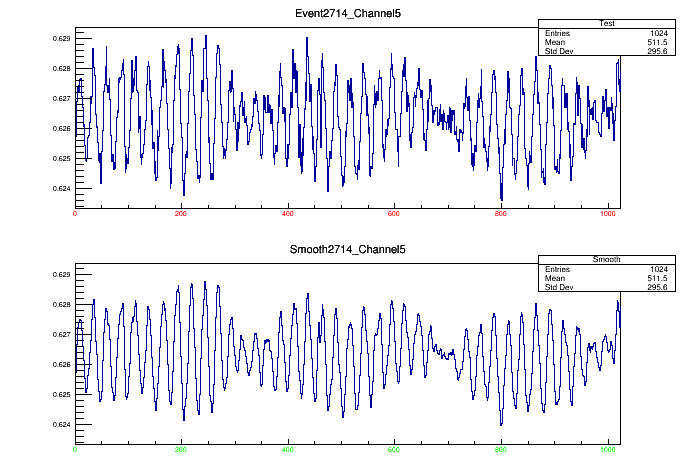 Event2714_Channel5
Test
Entries 1024
Mean 511.5
Std Dev 295.6
0.629
0.628
0.627
0.626
0.625
0.624
0 200 400 600 800 1000
Smooth2714_Channel5
Smooth
Entries 1024
Mean 511.5
Std Dev 295.6
0.629
0.628
0.627
0.626
0.625
0.624
0 200 400 600 800 1000